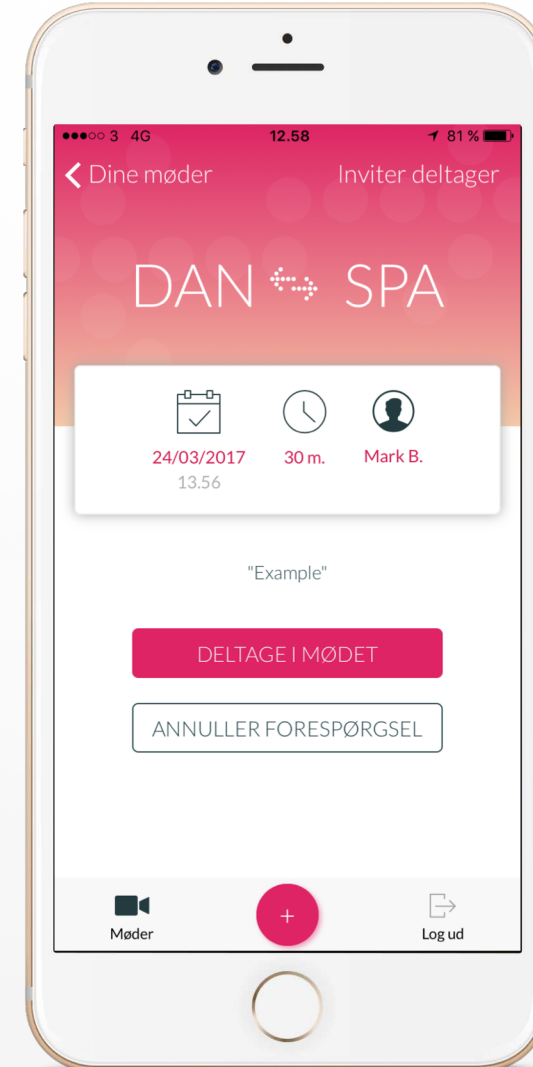 3 4G 12.58 81 %
Dine møder Inviter deltager
DAN SPA
24/03/2017 30 m. Mark B.
13.56
"Example"
DELTAGE I MØDET
ANNULLER FORESPØRGSEL
+
Møder Log ud